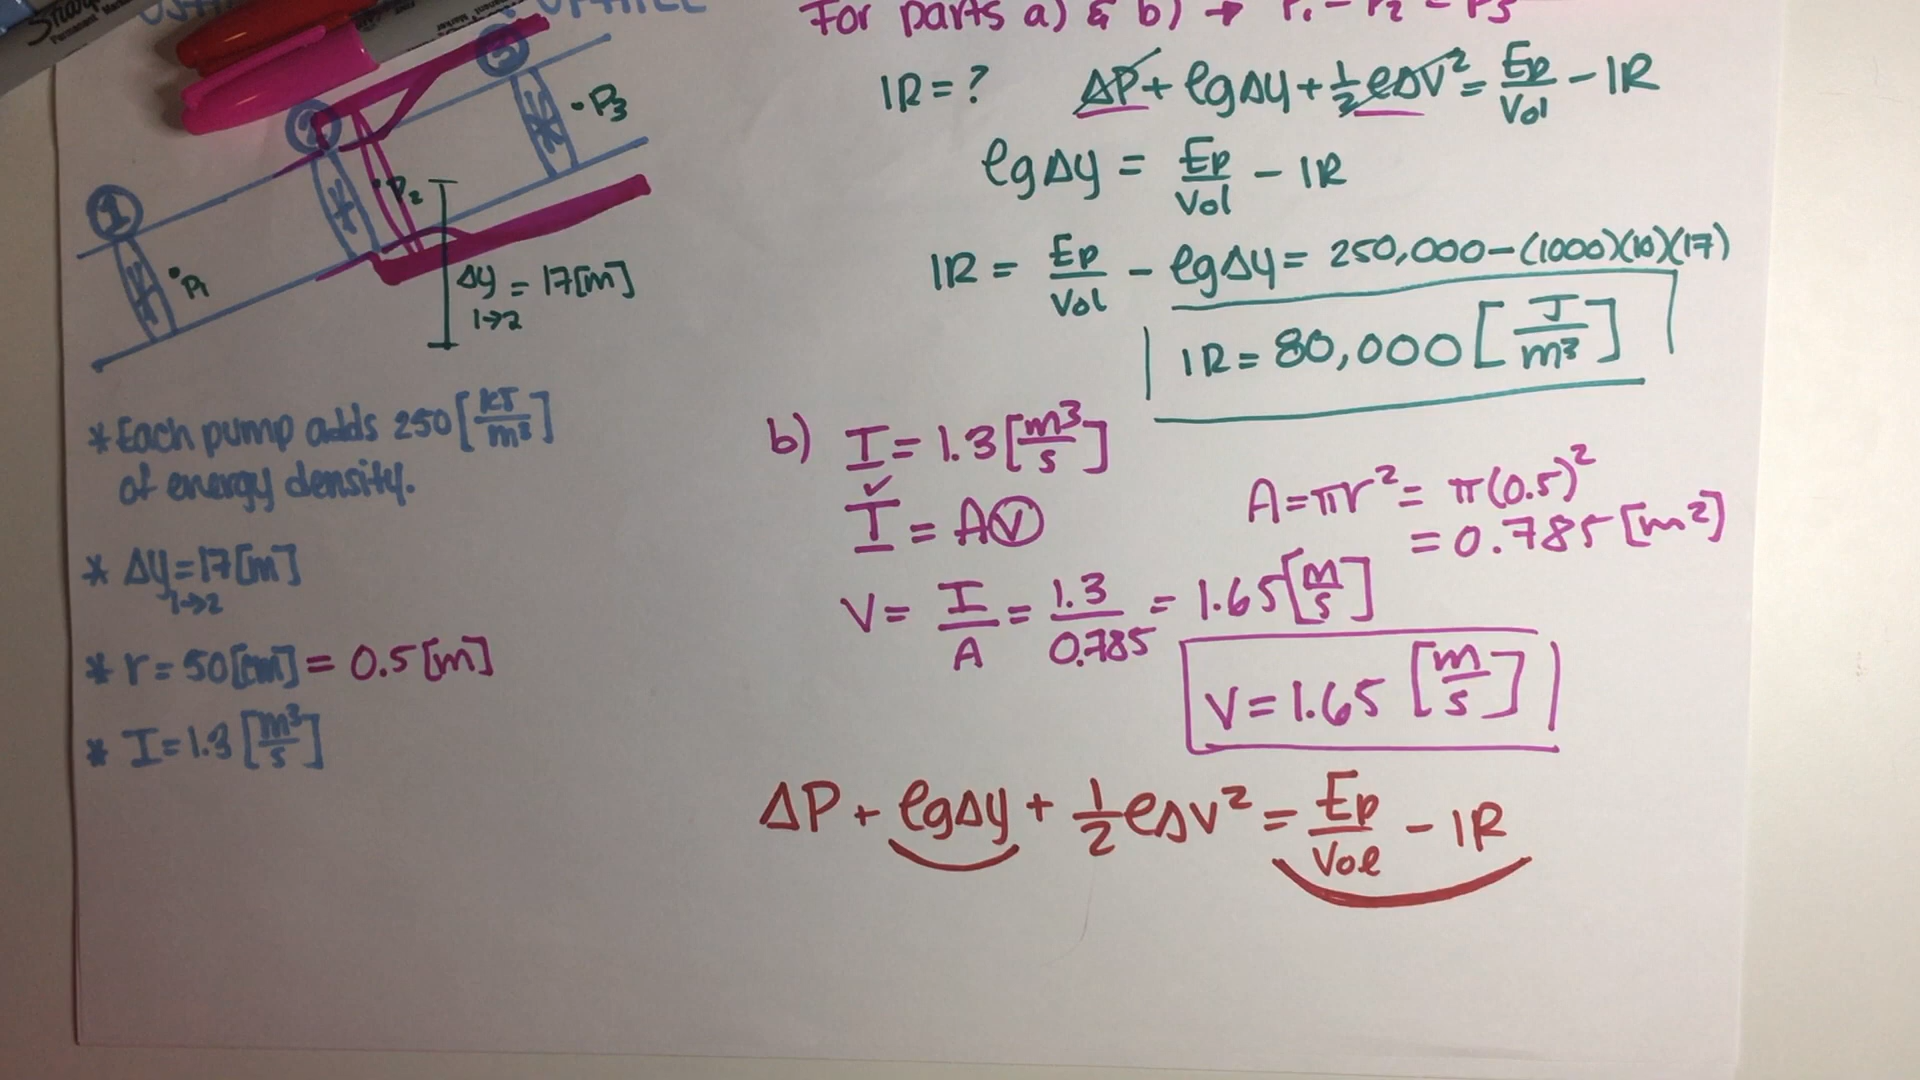 UPHILL
For parts a) & b) → P₁ = P₂ = P₃
IR = ? ΔP + ρgΔy + ½ρΔv² = Ep/Vol − IR
ρgΔy = Ep/Vol − IR
IR = Ep/Vol − ρgΔy = 250,000 − (1000)(10)(17)
IR = 80,000 [J/m³]
1
2
3
•P₁
•P₂
•P₃
Δy = 17[m]
1→2
*Each pump adds 250 [kJ/m³]
of energy density.
* Δy = 17[m]
1→2
* r = 50[cm] = 0.5[m]
* I = 1.3 [m³/s]
b) I = 1.3 [m³/s]
I = Av
A = πr² = π(0.5)²
= 0.785 [m²]
v = I/A = 1.3/0.785 = 1.65 [m/s]
V = 1.65 [m/s]
ΔP + ρgΔy + ½ρΔv² = Ep/Vol − IR